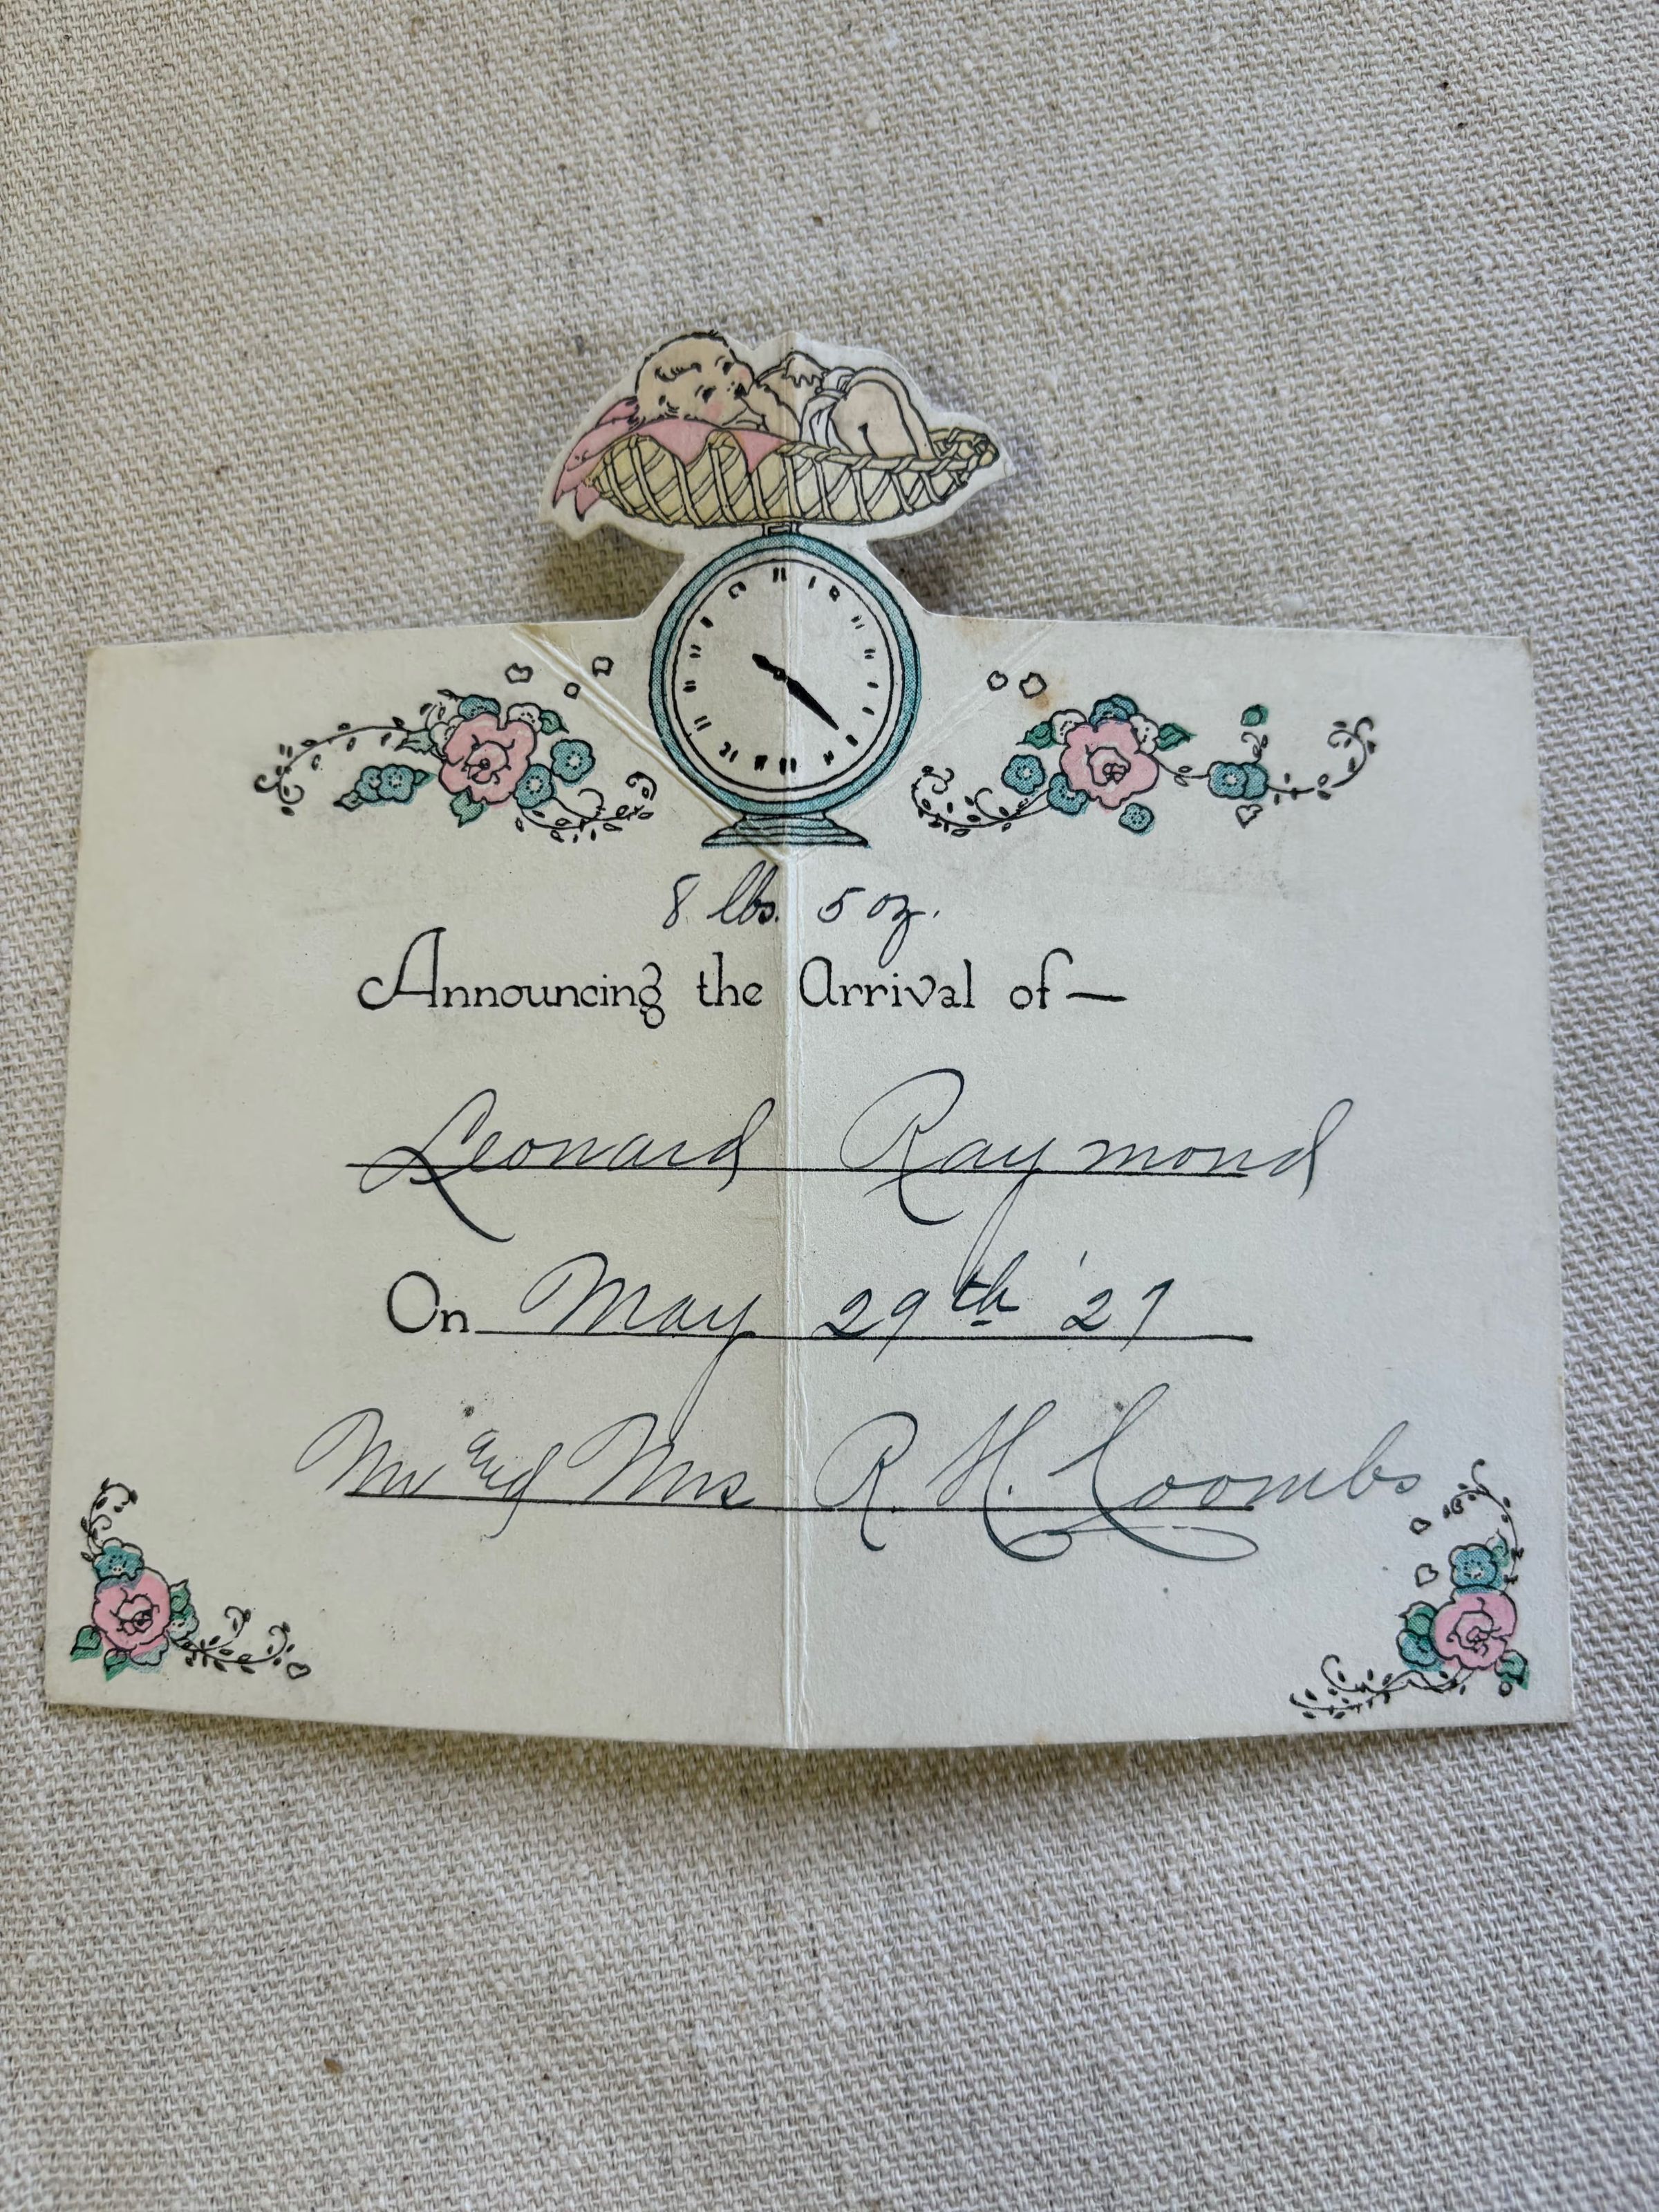 8 lbs. 5 oz.
Announcing the Arrival of —
Leonard Raymond
On May 29th '27
Mr and Mrs R. H. Coombs